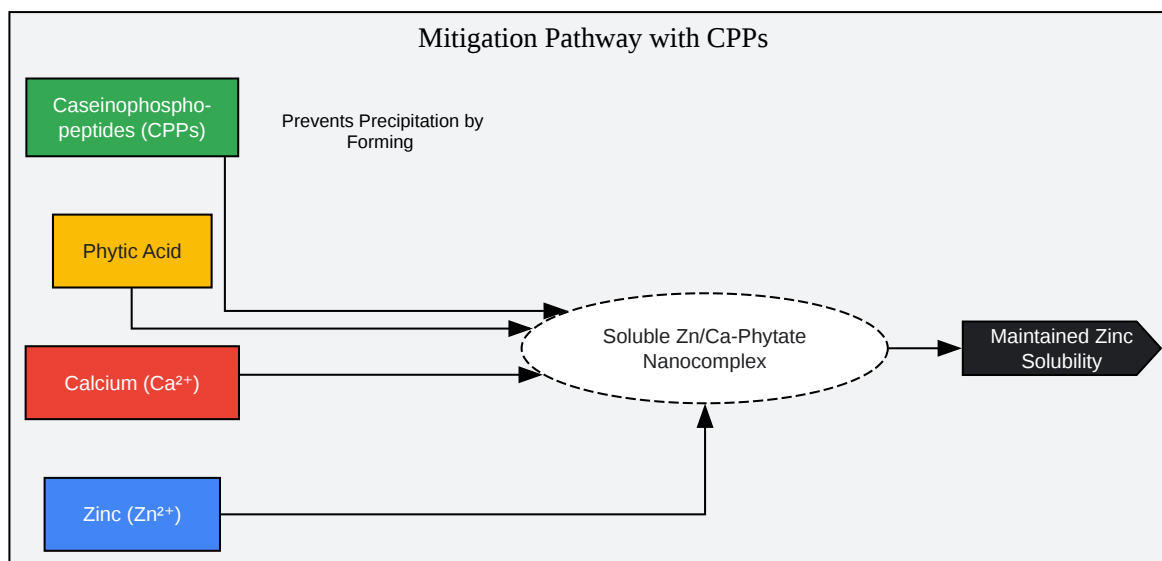 Mitigation Pathway with CPPs
Caseinophospho-
peptides (CPPs)
Prevents Precipitation by
Forming
Phytic Acid
Calcium (Ca²⁺)
Zinc (Zn²⁺)
Soluble Zn/Ca-Phytate
Nanocomplex
Maintained Zinc
Solubility